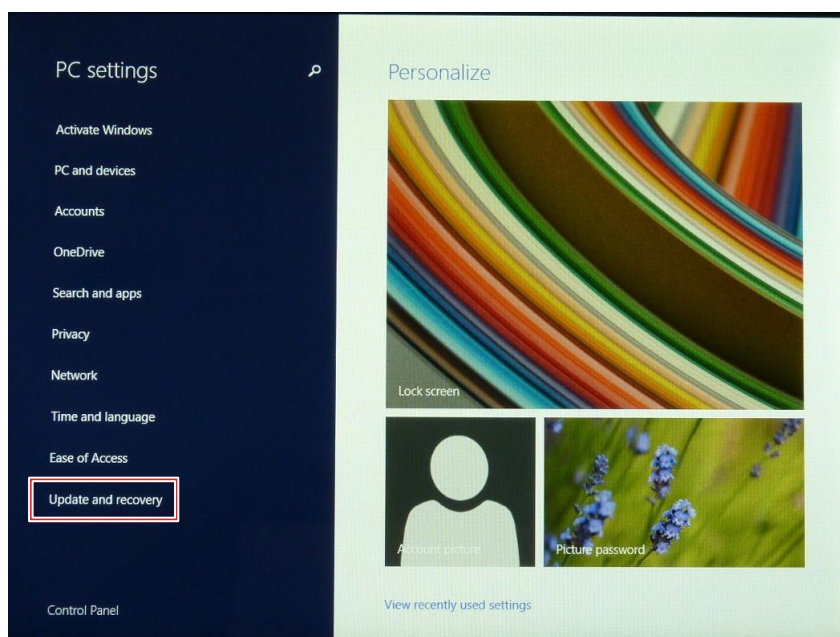 PC settings
Activate Windows
PC and devices
Accounts
OneDrive
Search and apps
Privacy
Network
Time and language
Ease of Access
Update and recovery
Control Panel
Personalize
Lock screen
Account picture
Picture password
View recently used settings